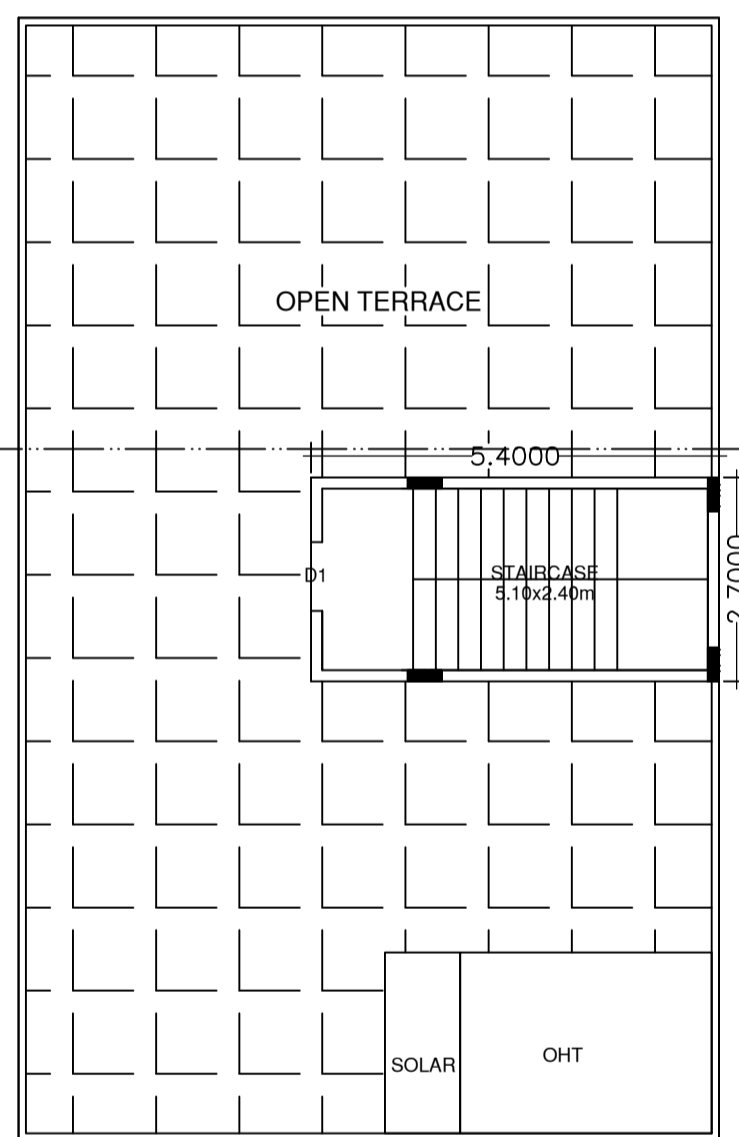 OPEN TERRACE
5.4000
D1
STAIRCASE
5.10x2.40m
2.7000
SOLAR
OHT